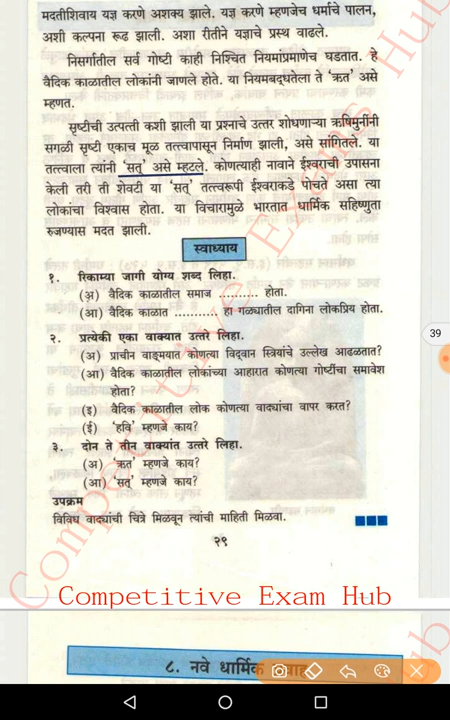 मदतीशिवाय यज्ञ करणे अशक्य झाले. यज्ञ करणे म्हणजेच धर्माचे पालन,
अशी कल्पना रूढ झाली. अशा रीतीने यज्ञाचे प्रस्थ वाढले.
निसर्गातील सर्व गोष्टी काही निश्चित नियमांप्रमाणेच घडतात. हे
वैदिक काळातील लोकांनी जाणले होते. या नियमबद्धतेला ते 'ऋत' असे
म्हणत.
सृष्टीची उत्पत्ती कशी झाली या प्रश्नाचे उत्तर शोधणाऱ्या ऋषिमुनींनी
सगळी सृष्टी एकाच मूळ तत्त्वापासून निर्माण झाली, असे सांगितले. या
तत्त्वाला त्यांनी 'सत्' असे म्हटले. कोणत्याही नावाने ईश्वराची उपासना
केली तरी ती शेवटी या 'सत्' तत्त्वरूपी ईश्वराकडे पोचते असा त्या
लोकांचा विश्वास होता. या विचारामुळे भारतात धार्मिक सहिष्णुता
रुजण्यास मदत झाली.
स्वाध्याय
१. रिकाम्या जागी योग्य शब्द लिहा.
(अ) वैदिक काळातील समाज .......... होता.
(आ) वैदिक काळात ........... हा गळ्यातील दागिना लोकप्रिय होता.
39
२. प्रत्येकी एका वाक्यात उत्तर लिहा.
(अ) प्राचीन वाङ्मयात कोणत्या विद्वान स्त्रियांचे उल्लेख आढळतात?
(आ) वैदिक काळातील लोकांच्या आहारात कोणत्या गोष्टींचा समावेश
होता?
(इ) वैदिक काळातील लोक कोणत्या वाद्यांचा वापर करत?
(ई) 'हवि' म्हणजे काय?
३. दोन ते तीन वाक्यांत उत्तरे लिहा.
(अ) 'ऋत' म्हणजे काय?
(आ) 'सत्' म्हणजे काय?
उपक्रम
विविध वाद्यांची चित्रे मिळवून त्यांची माहिती मिळवा.
२९
Competitive Exam Hub
Competitive Exams Hub
८. नवे धार्मिक